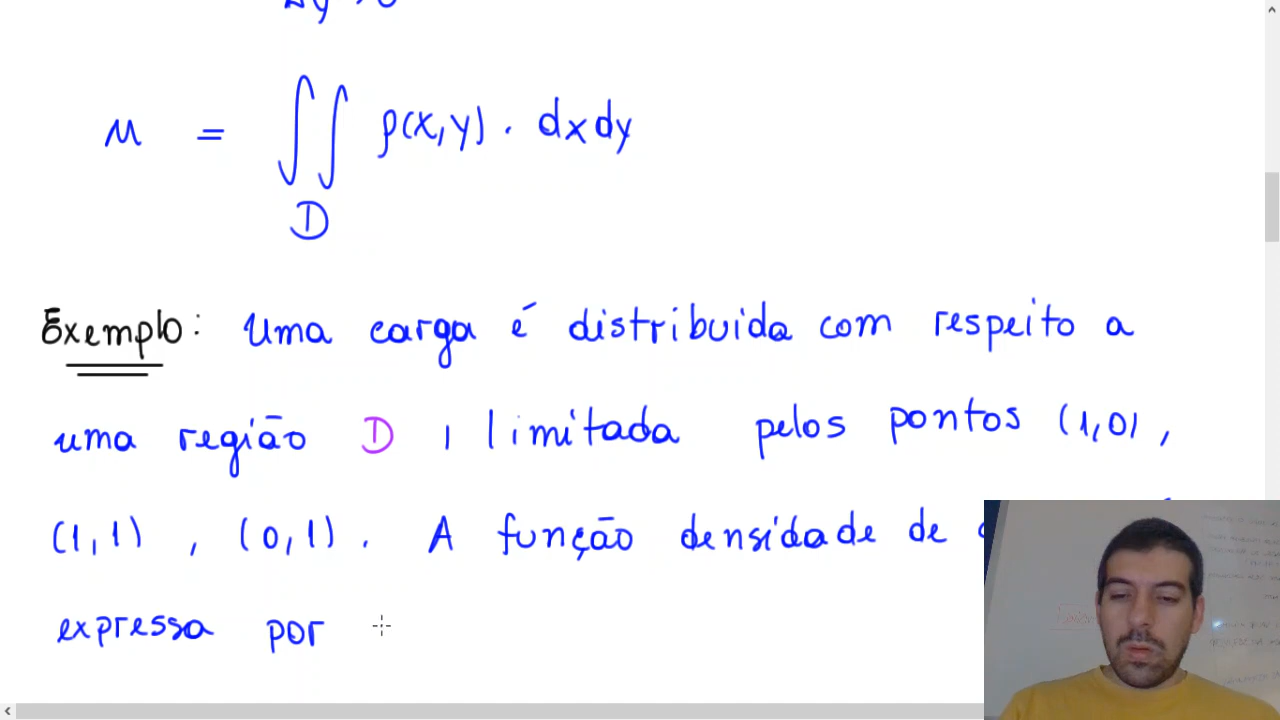 M = ∫∫ ρ(x,y) . dxdy
D
Exemplo: Uma carga é distribuida com respeito a
uma região D , limitada pelos pontos (1,0) ,
(1,1) , (0,1) . A função densidade de
expressa por